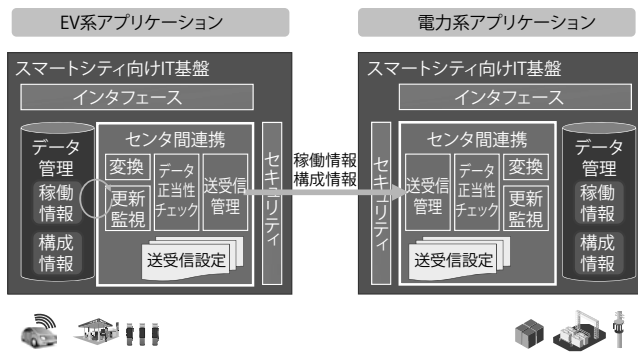 EV系アプリケーション
スマートシティ向けIT基盤
インタフェース
データ
管理
稼働
情報
構成
情報
センタ間連携
変換
更新
監視
データ
正当性
チェック
送受信
管理
送受信設定
セキュリティ
稼働情報
構成情報
電力系アプリケーション
スマートシティ向けIT基盤
インタフェース
セキュリティ
センタ間連携
送受信
管理
データ
正当性
チェック
変換
更新
監視
送受信設定
データ
管理
稼働
情報
構成
情報